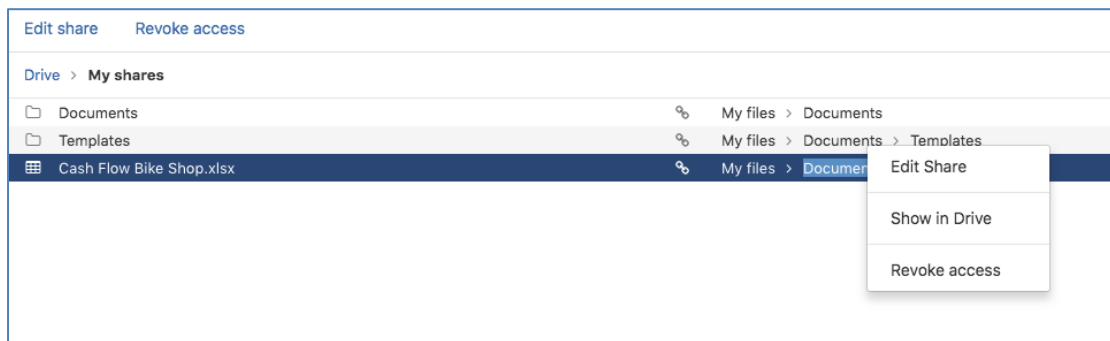 Edit share Revoke access
Drive > My shares
Documents My files > Documents
Templates My files > Documents > Templates
Cash Flow Bike Shop.xlsx My files >
Edit Share
Show in Drive
Revoke access